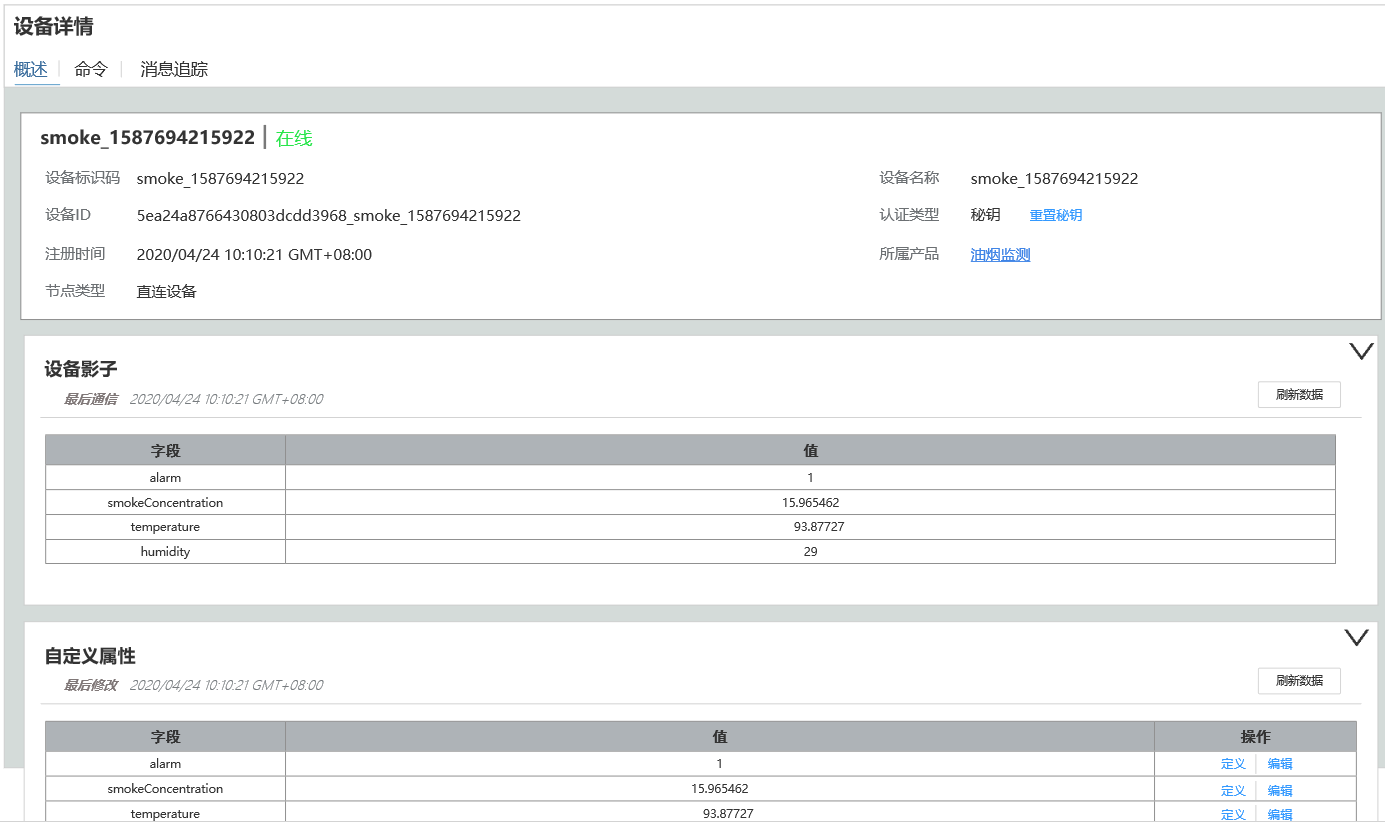 设备详情
概述 命令 消息追踪
smoke_1587694215922 在线
设备标识码 smoke_1587694215922 设备名称 smoke_1587694215922
设备ID 5ea24a8766430803dcdd3968_smoke_1587694215922 认证类型 秘钥 重置秘钥
注册时间 2020/04/24 10:10:21 GMT+08:00 所属产品 油烟监测
节点类型 直连设备
设备影子
最后通信 2020/04/24 10:10:21 GMT+08:00 刷新数据
字段 值
alarm 1
smokeConcentration 15.965462
temperature 93.87727
humidity 29
自定义属性
最后修改 2020/04/24 10:10:21 GMT+08:00 刷新数据
字段 值 操作
alarm 1 定义 编辑
smokeConcentration 15.965462 定义 编辑
temperature 93.87727 定义 编辑